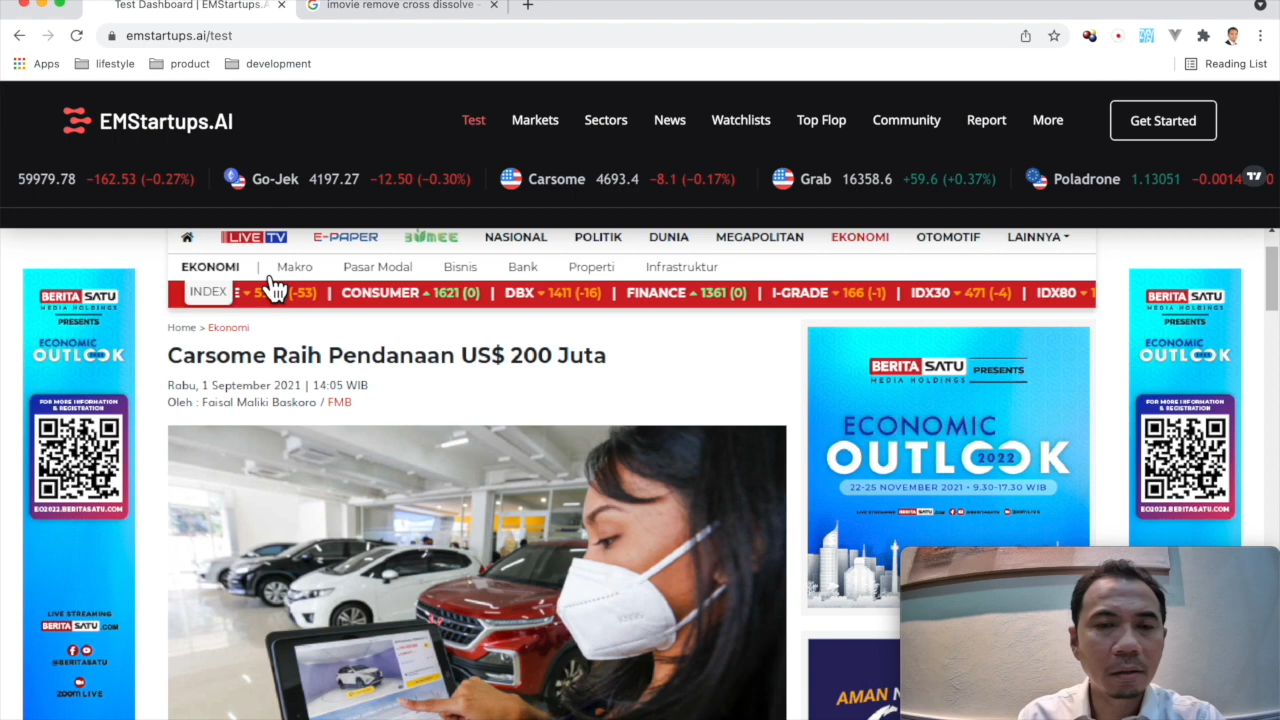 Test Dashboard | EMStartups.A
imovie remove cross dissolve -
emstartups.ai/test
Apps lifestyle product development
Reading List
EMStartups.AI
Test Markets Sectors News Watchlists Top Flop Community Report More
Get Started
59979.78 −162.53 (−0.27%) Go-Jek 4197.27 −12.50 (−0.30%) Carsome 4693.4 −8.1 (−0.17%) Grab 16358.6 +59.6 (+0.37%) Poladrone 1.13051
LIVE TV E-PAPER NASIONAL POLITIK DUNIA MEGAPOLITAN EKONOMI OTOMOTIF LAINNYA
EKONOMI | Makro Pasar Modal Bisnis Bank Properti Infrastruktur
INDEX (-53) | CONSUMER 1621 (0) | DBX 1411 (-16) | FINANCE 1361 (0) | I-GRADE 166 (-1) | IDX30 471 (-4) | IDX80
Home > Ekonomi
Carsome Raih Pendanaan US$ 200 Juta
Rabu, 1 September 2021 | 14:05 WIB
Oleh : Faisal Maliki Baskoro / FMB
BERITA SATU
PRESENTS
ECONOMIC
OUTLOOK
FOR MORE INFORMATION
& REGISTRATION
EO2022.BERITASATU.COM
LIVE STREAMING
BERITA SATU .COM
@BERITASATU
ZOOM LIVE
BERITA SATU PRESENTS
MEDIA HOLDINGS
ECONOMIC
OUTLOOK
2022
22-25 NOVEMBER 2021 • 9.30-17.30 WIB
AMAN
BERITA SATU
PRESENTS
ECONOMIC
OUTLOOK
FOR MORE INFORMATION
& REGISTRATION
EO2022.BERITASATU.COM